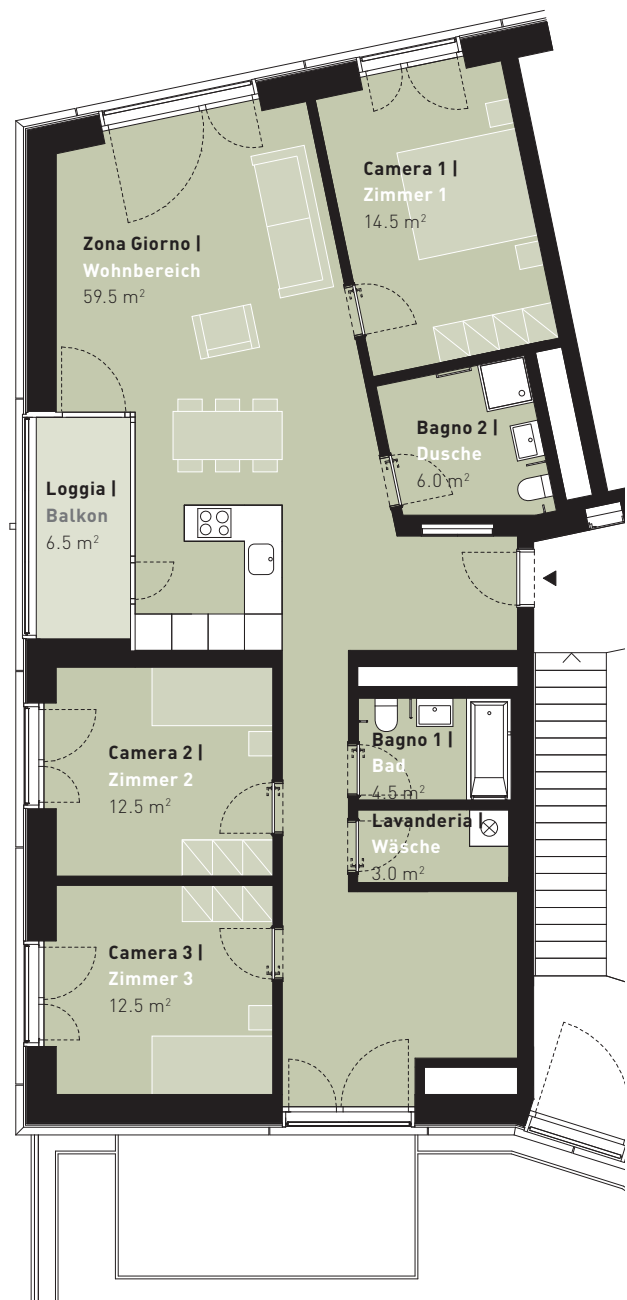 Camera 1 |
Zimmer 1
14.5 m²
Zona Giorno |
Wohnbereich
59.5 m²
Bagno 2 |
Dusche
6.0 m²
Loggia |
Balkon
6.5 m²
Bagno 1 |
Bad
4.5 m²
Camera 2 |
Zimmer 2
12.5 m²
Lavanderia |
Wäsche
3.0 m²
Camera 3 |
Zimmer 3
12.5 m²